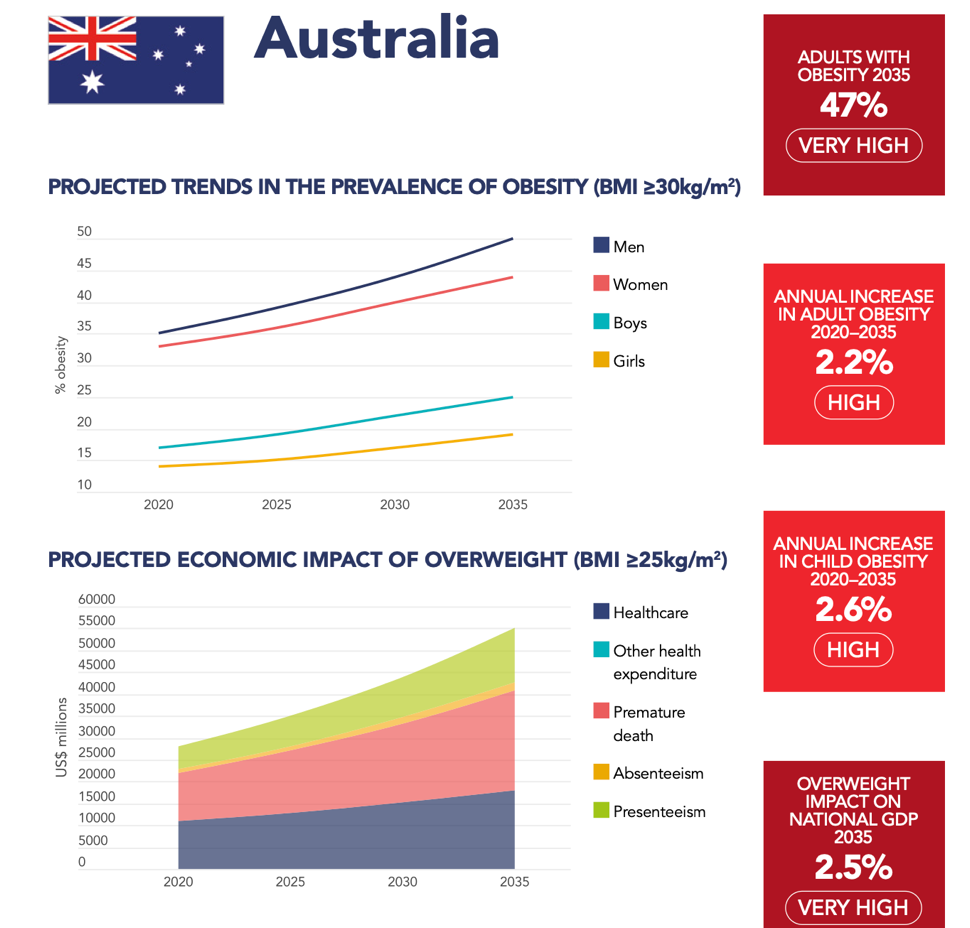 Australia
ADULTS WITH
OBESITY 2035
47%
VERY HIGH
PROJECTED TRENDS IN THE PREVALENCE OF OBESITY (BMI ≥30kg/m²)
% obesity
50
45
40
35
30
25
20
15
10
2020 2025 2030 2035
Men
Women
Boys
Girls
ANNUAL INCREASE
IN ADULT OBESITY
2020–2035
2.2%
HIGH
PROJECTED ECONOMIC IMPACT OF OVERWEIGHT (BMI ≥25kg/m²)
US$ millions
60000
55000
50000
45000
40000
35000
30000
25000
20000
15000
10000
5000
0
2020 2025 2030 2035
Healthcare
Other health
expenditure
Premature
death
Absenteeism
Presenteeism
ANNUAL INCREASE
IN CHILD OBESITY
2020–2035
2.6%
HIGH
OVERWEIGHT
IMPACT ON
NATIONAL GDP
2035
2.5%
VERY HIGH